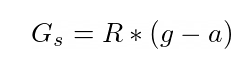 G_s = R ∗ (g − a)